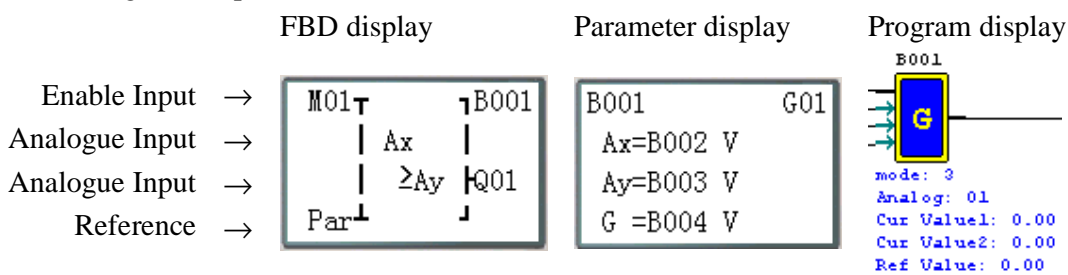 FBD display
Parameter display
Program display
Enable Input →
Analogue Input →
Analogue Input →
Reference →
M01 B001
Ax
≥Ay Q01
Par
B001 G01
Ax=B002 V
Ay=B003 V
G =B004 V
B001
G
mode: 3
Analog: 01
Cur Value1: 0.00
Cur Value2: 0.00
Ref Value: 0.00